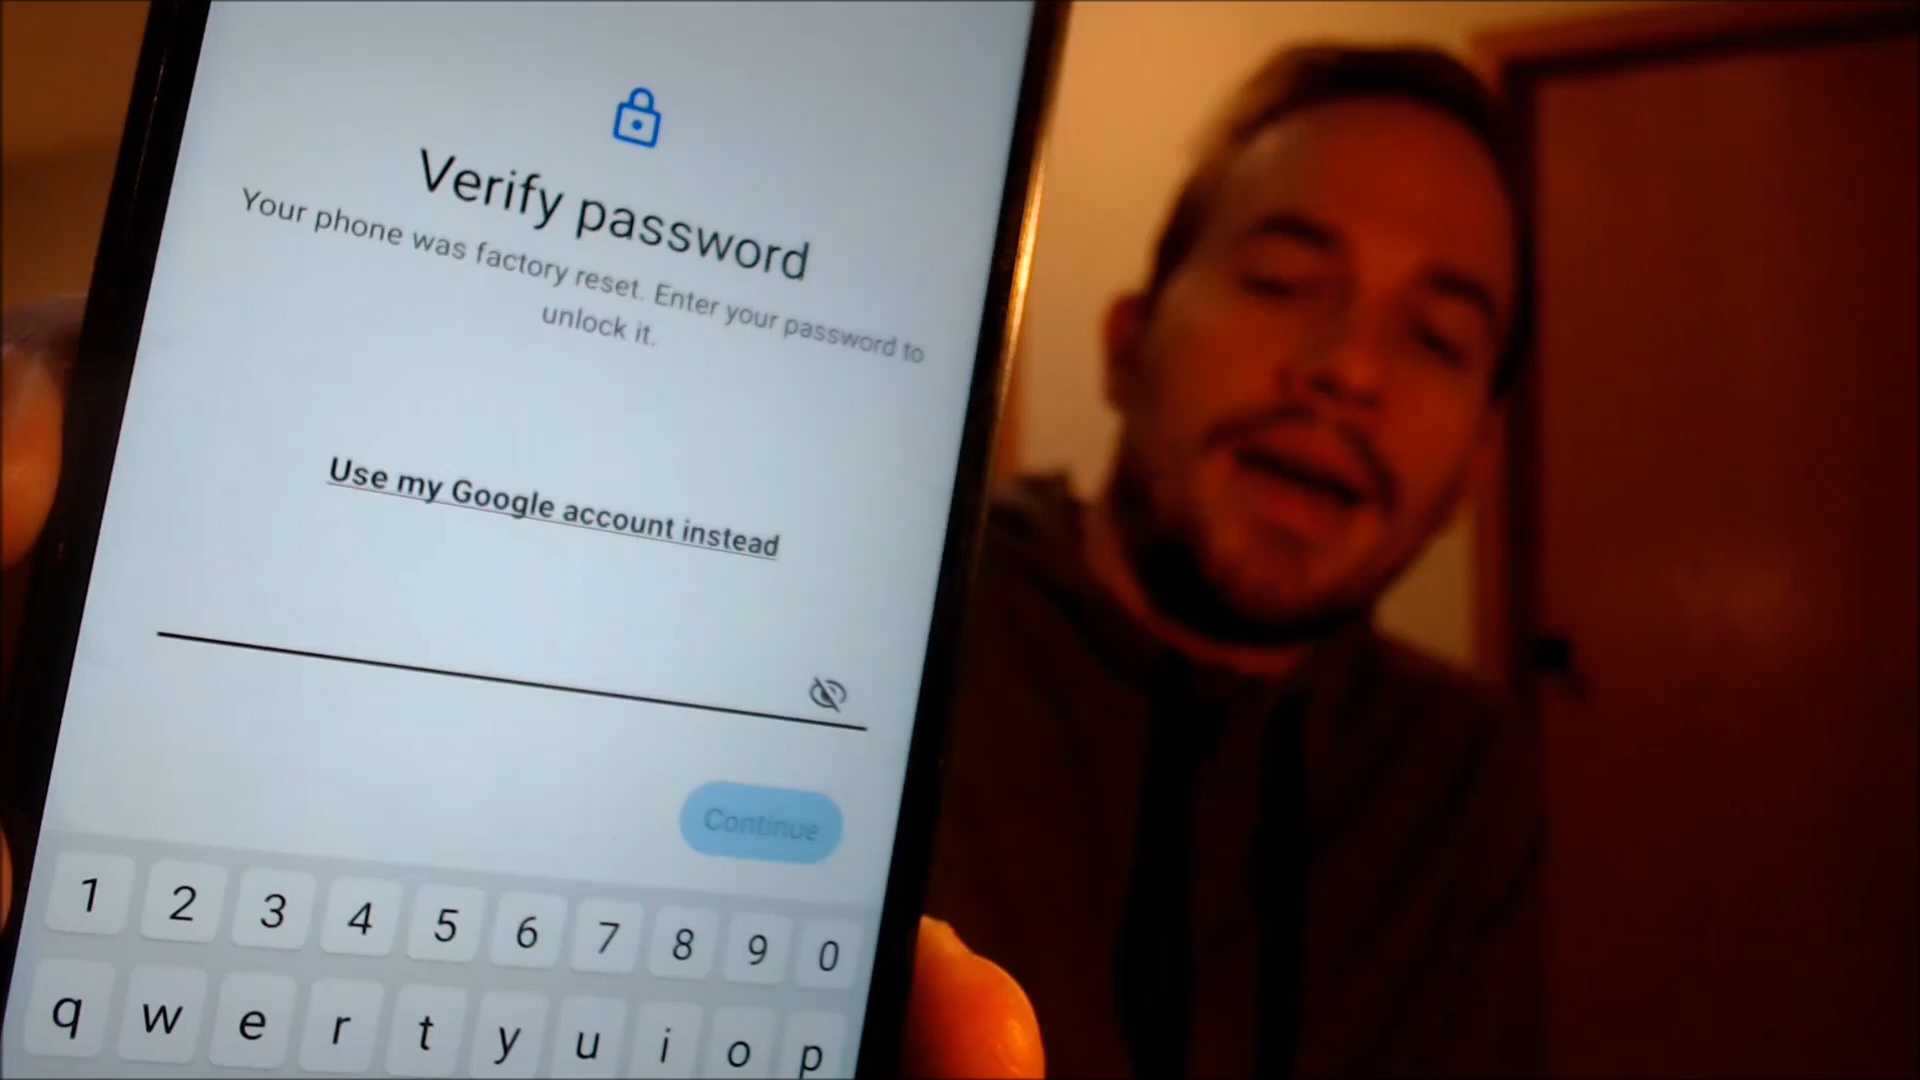 Verify password
Your phone was factory reset. Enter your password to
unlock it.
Use my Google account instead
Continue
1 2 3 4 5 6 7 8 9 0
q w e r t y u i o p